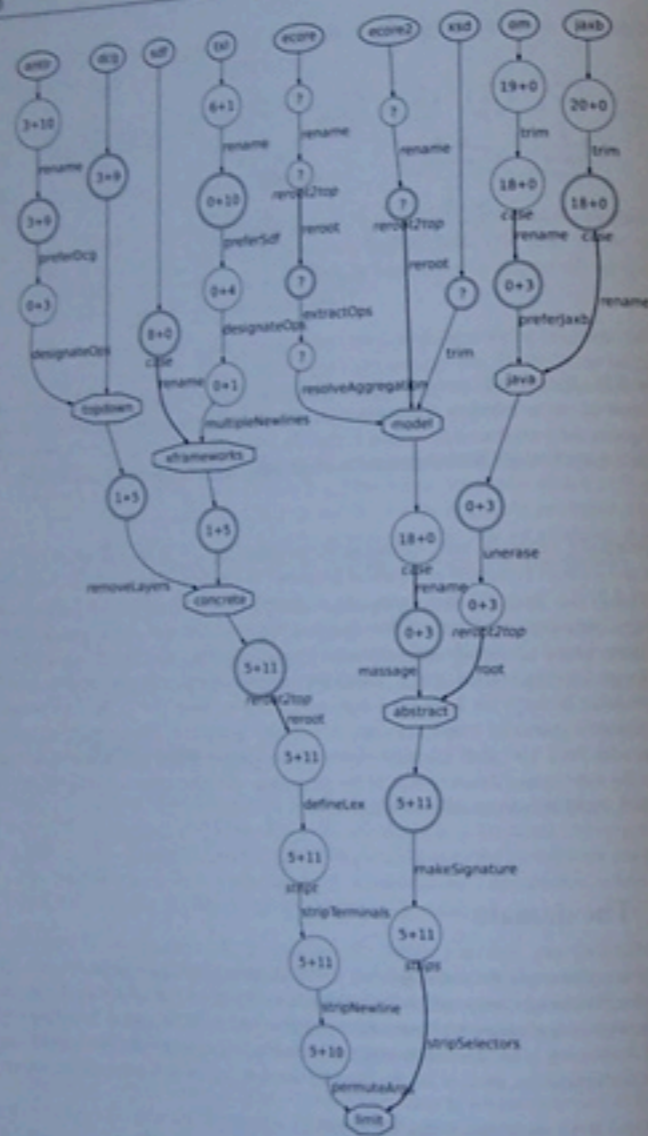 antlr
dcg
sdf
txl
ecore
ecore2
xsd
om
jaxb
3+10
3+9
6+1
?
?
19+0
20+0
rename
rename
rename
rename
trim
trim
3+9
0+10
?
reroot2top
?
reroot2top
18+0
case
18+0
case
preferDcg
preferSdf
reroot
reroot
rename
rename
0+3
8+0
case
0+4
?
?
0+3
designateOps
designateOps
extractOps
preferJaxb
rename
0+1
?
trim
multipleNewlines
resolveAggregation
topdown
xframeworks
model
java
1+5
1+5
18+0
case
0+3
removeLayers
rename
unerase
concrete
0+3
0+3
reroot2top
5+11
reroot2top
massage
root
reroot
abstract
5+11
5+11
defineLex
makeSignature
5+11
stripTerminals
5+11
5+11
stripNewline
5+10
stripSelectors
permuteArgs
limit